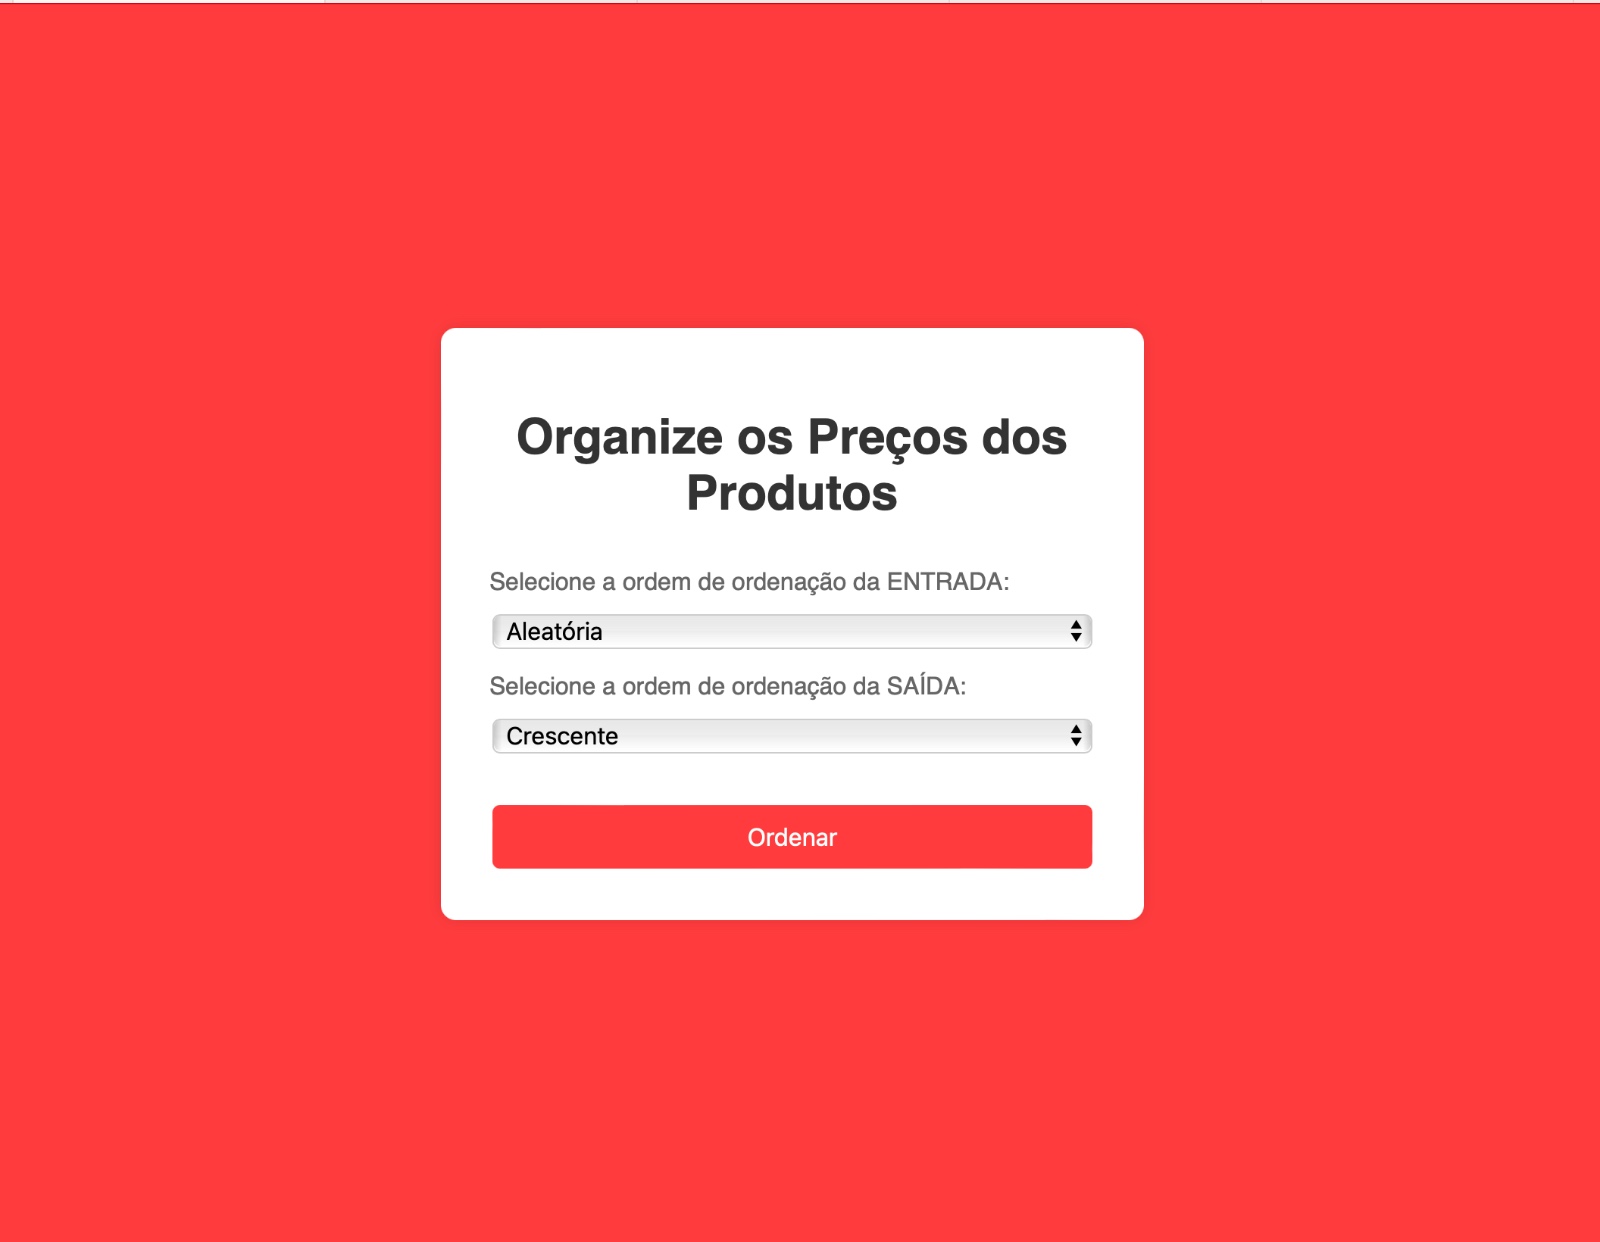 Organize os Preços dos
Produtos
Selecione a ordem de ordenação da ENTRADA:
Aleatória
Selecione a ordem de ordenação da SAÍDA:
Crescente
Ordenar